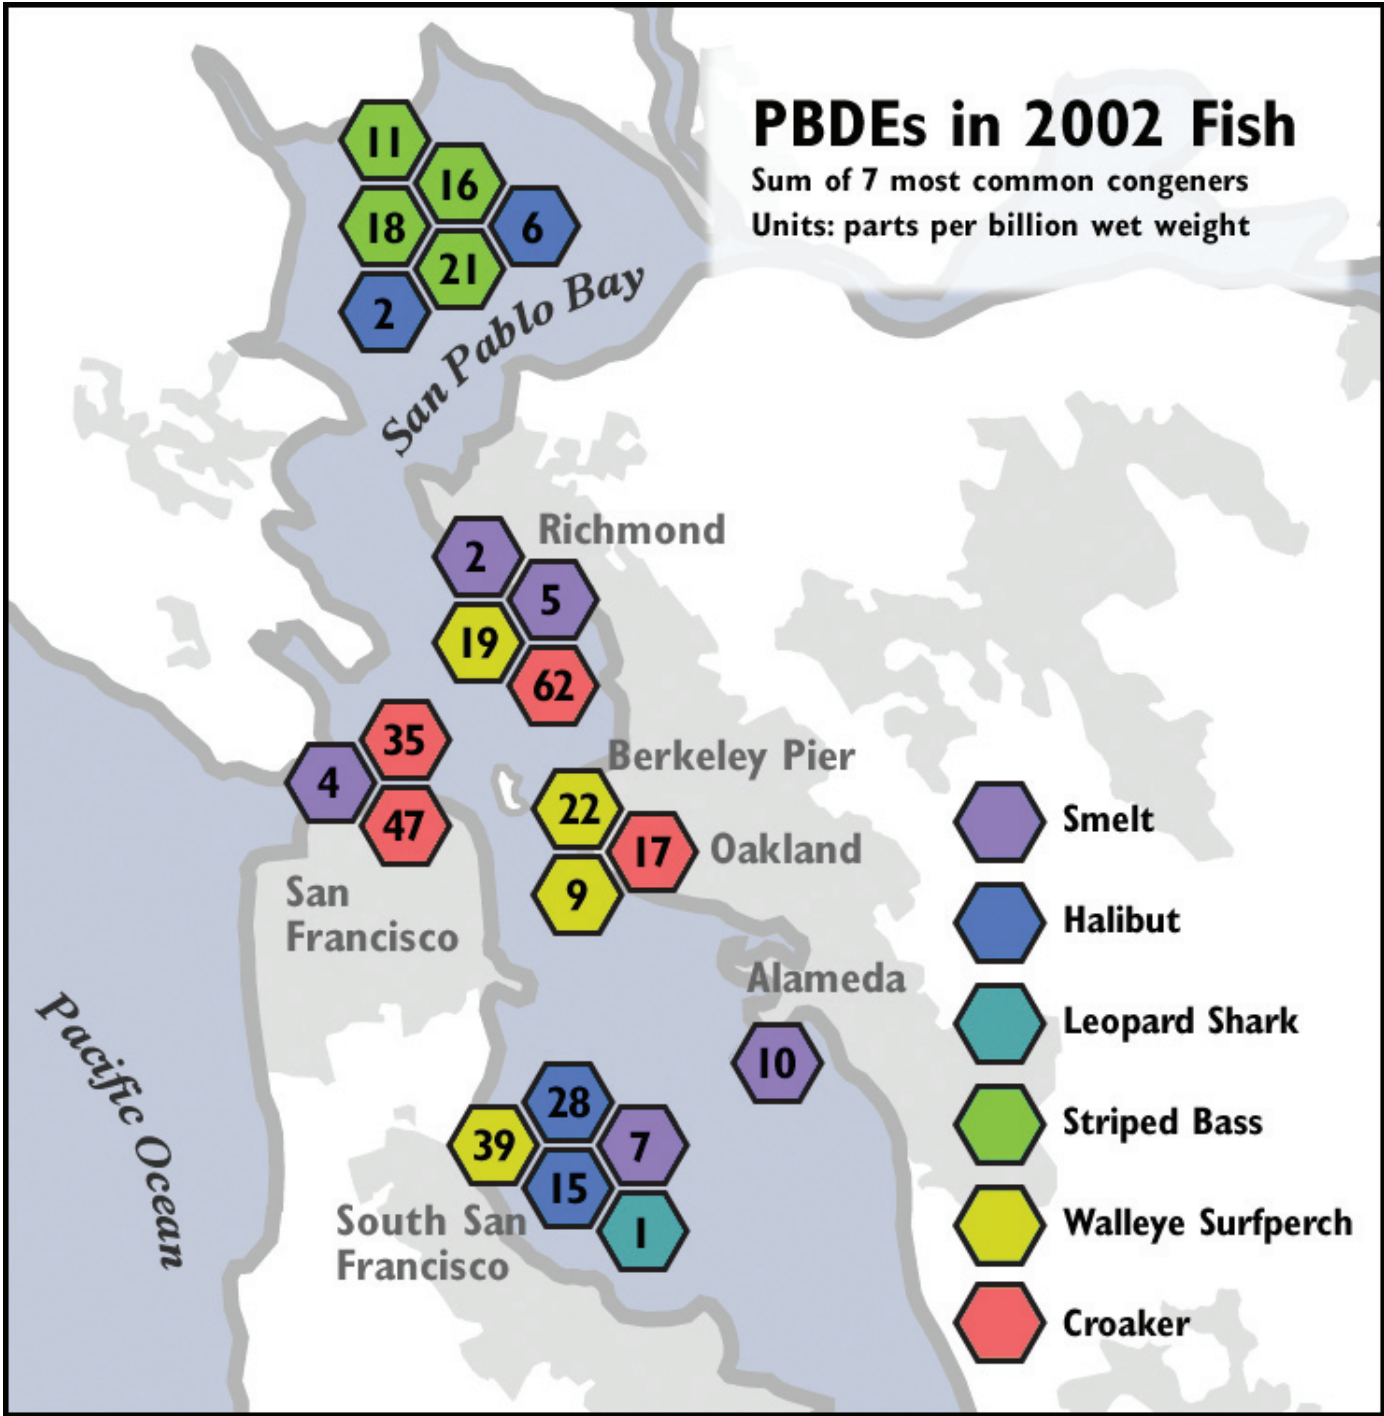 PBDEs in 2002 Fish
Sum of 7 most common congeners
Units: parts per billion wet weight
11
16
18
6
21
2
San Pablo Bay
Richmond
2
5
19
62
35
4
47
San
Francisco
Berkeley Pier
22
17
Oakland
9
Alameda
10
28
39
7
15
1
South San
Francisco
Pacific Ocean
Smelt
Halibut
Leopard Shark
Striped Bass
Walleye Surfperch
Croaker